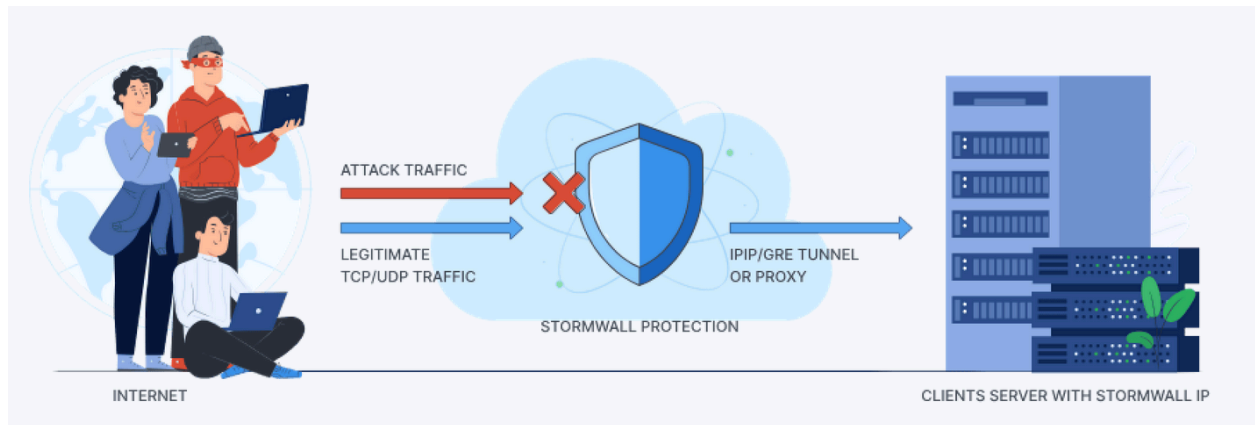 ATTACK TRAFFIC
LEGITIMATE
TCP/UDP TRAFFIC
IPIP/GRE TUNNEL
OR PROXY
STORMWALL PROTECTION
INTERNET
CLIENTS SERVER WITH STORMWALL IP